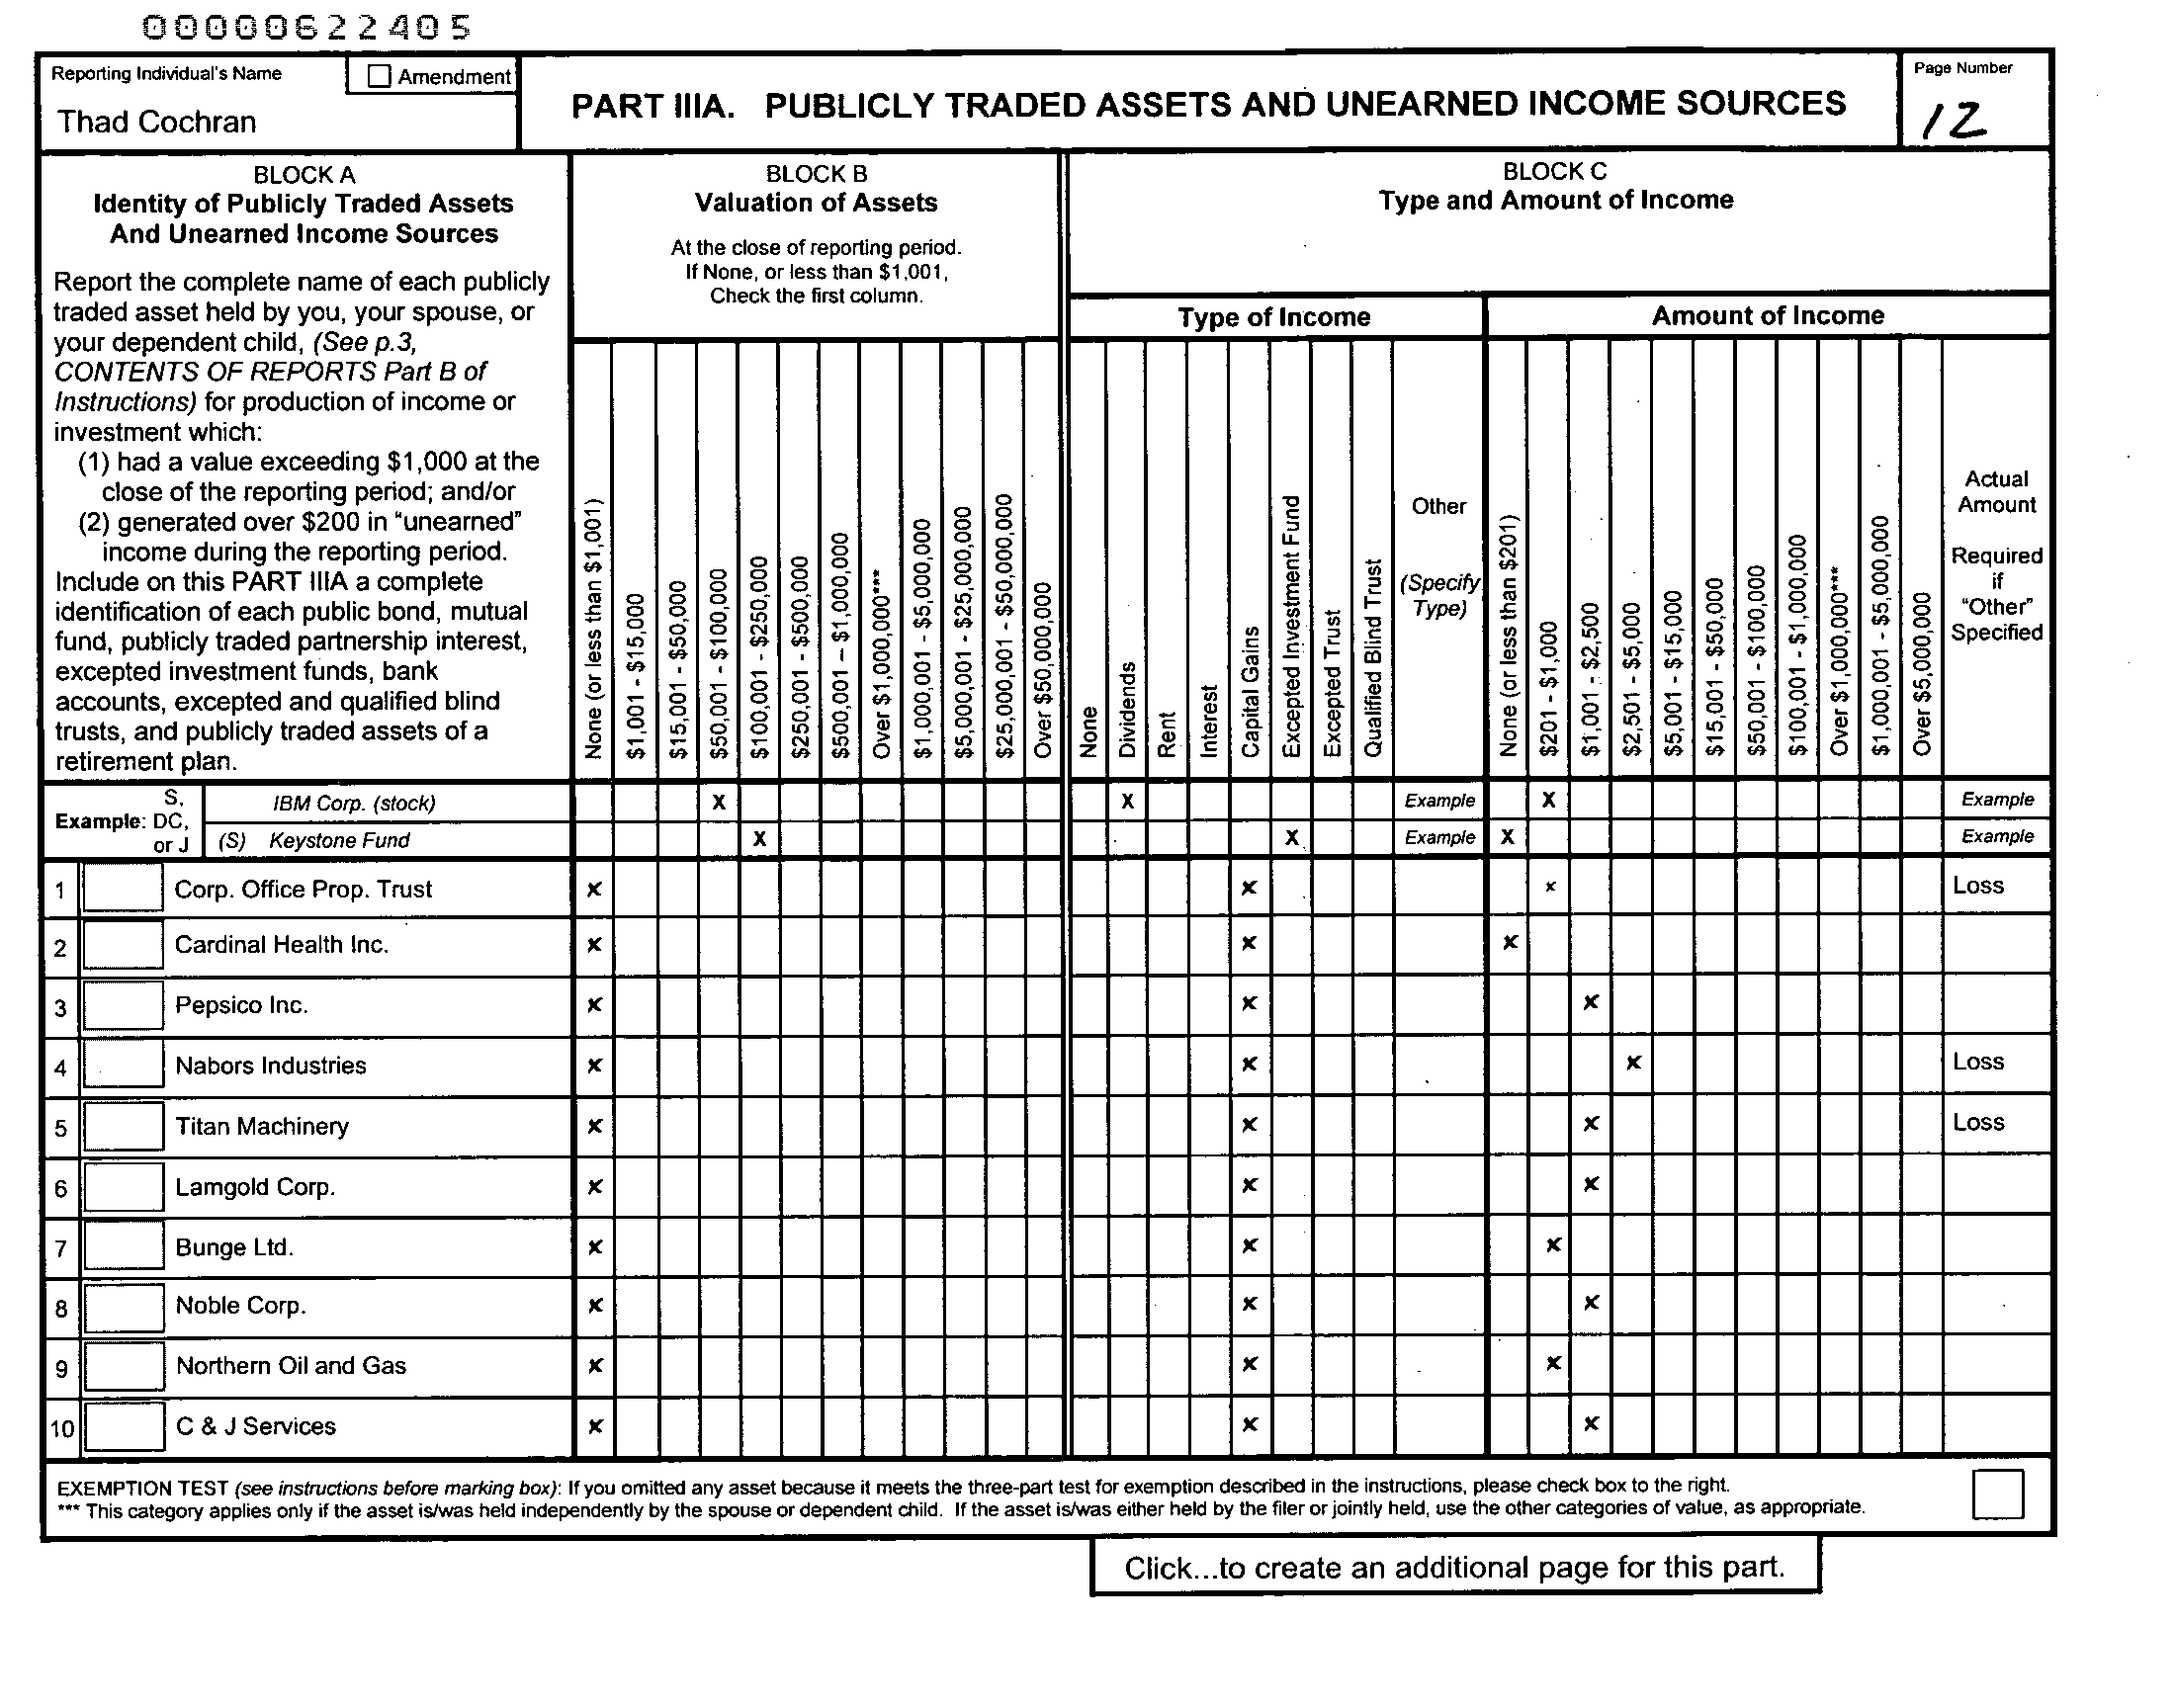 00000622405
Reporting Individual's Name
Amendment
Thad Cochran
PART IIIA. PUBLICLY TRADED ASSETS AND UNEARNED INCOME SOURCES
Page Number
12
BLOCK A
Identity of Publicly Traded Assets
And Unearned Income Sources
Report the complete name of each publicly
traded asset held by you, your spouse, or
your dependent child, (See p.3,
CONTENTS OF REPORTS Part B of
Instructions) for production of income or
investment which:
(1) had a value exceeding $1,000 at the
close of the reporting period; and/or
(2) generated over $200 in "unearned"
income during the reporting period.
Include on this PART IIIA a complete
identification of each public bond, mutual
fund, publicly traded partnership interest,
excepted investment funds, bank
accounts, excepted and qualified blind
trusts, and publicly traded assets of a
retirement plan.
BLOCK B
Valuation of Assets
At the close of reporting period.
If None, or less than $1,001,
Check the first column.
None (or less than $1,001)
$1,001 - $15,000
$15,001 - $50,000
$50,001 - $100,000
$100,001 - $250,000
$250,001 - $500,000
$500,001 – $1,000,000
Over $1,000,000***
$1,000,001 - $5,000,000
$5,000,001 - $25,000,000
$25,000,001 - $50,000,000
Over $50,000,000
BLOCK C
Type and Amount of Income
Type of Income
None
Dividends
Rent
Interest
Capital Gains
Excepted Investment Fund
Excepted Trust
Qualified Blind Trust
Other
(Specify
Type)
Amount of Income
None (or less than $201)
$201 - $1,000
$1,001 - $2,500
$2,501 - $5,000
$5,001 - $15,000
$15,001 - $50,000
$50,001 - $100,000
$100,001 - $1,000,000
Over $1,000,000***
$1,000,001 - $5,000,000
Over $5,000,000
Actual
Amount
Required
if
"Other"
Specified
Example: S, DC, or J
IBM Corp. (stock) X X Example X Example
(S) Keystone Fund X X Example X Example
1 Corp. Office Prop. Trust x x x Loss
2 Cardinal Health Inc. x x x
3 Pepsico Inc. x x x
4 Nabors Industries x x x Loss
5 Titan Machinery x x x Loss
6 Lamgold Corp. x x x
7 Bunge Ltd. x x x
8 Noble Corp. x x x
9 Northern Oil and Gas x x x
10 C & J Services x x x
EXEMPTION TEST (see instructions before marking box): If you omitted any asset because it meets the three-part test for exemption described in the instructions, please check box to the right.
*** This category applies only if the asset is/was held independently by the spouse or dependent child. If the asset is/was either held by the filer or jointly held, use the other categories of value, as appropriate.
Click...to create an additional page for this part.